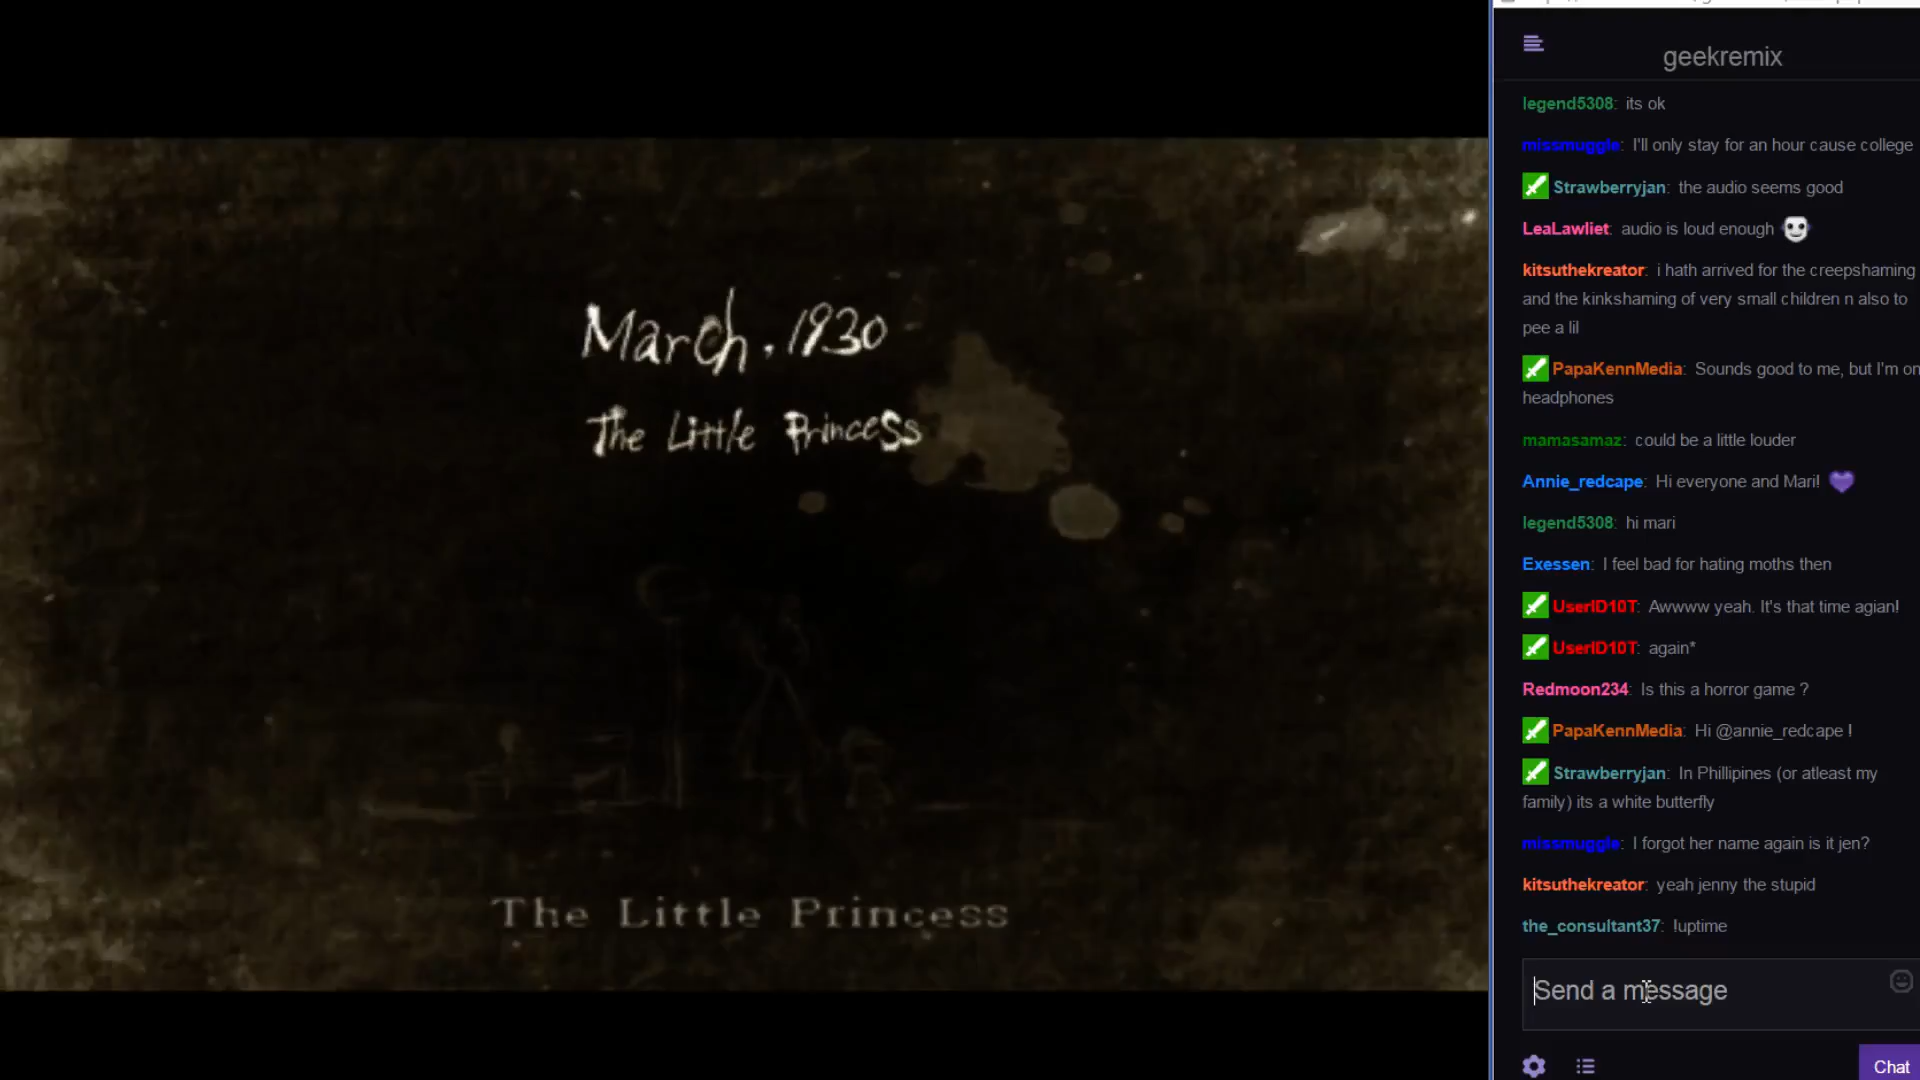 March. 1930
The Little Princess
The Little Princess
geekremix
legend5308: its ok
missmuggle: I'll only stay for an hour cause college
Strawberryjan: the audio seems good
LeaLawliet: audio is loud enough
kitsuthekreator: i hath arrived for the creepshaming
and the kinkshaming of very small children n also to
pee a lil
PapaKennMedia: Sounds good to me, but I'm on
headphones
mamasamaz: could be a little louder
Annie_redcape: Hi everyone and Mari!
legend5308: hi mari
Exessen: I feel bad for hating moths then
UserID10T: Awwww yeah. It's that time agian!
UserID10T: again*
Redmoon234: Is this a horror game ?
PapaKennMedia: Hi @annie_redcape !
Strawberryjan: In Phillipines (or atleast my
family) its a white butterfly
missmuggle: I forgot her name again is it jen?
kitsuthekreator: yeah jenny the stupid
the_consultant37: !uptime
Send a message
Chat